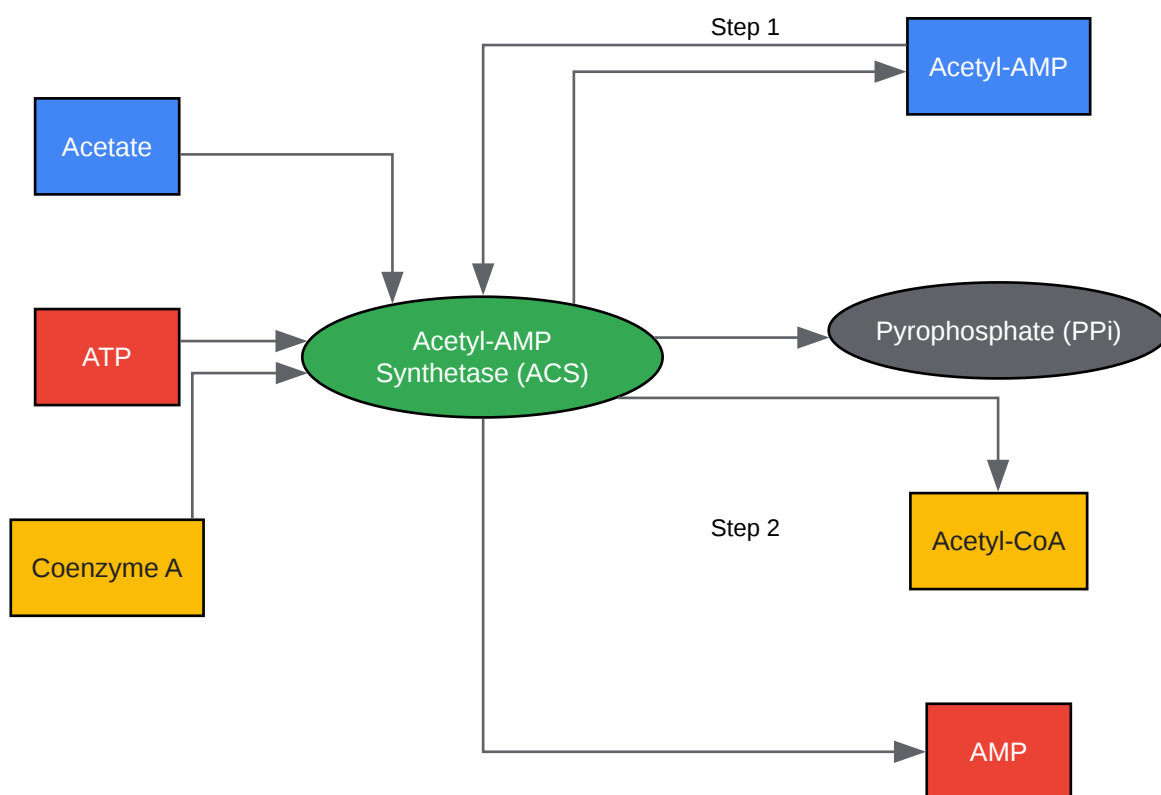 Step 1
Acetyl-AMP
Acetate
ATP
Acetyl-AMP
Synthetase (ACS)
Pyrophosphate (PPi)
Coenzyme A
Step 2
Acetyl-CoA
AMP